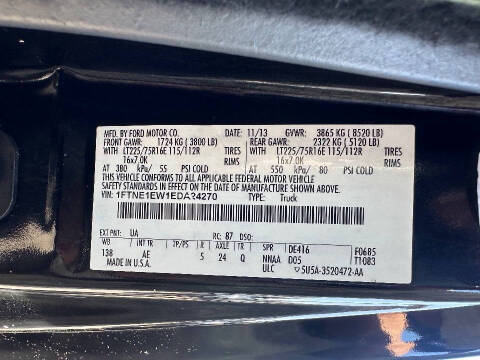 MFD. BY FORD MOTOR CO. 11/13 GVWR: 3865 KG ( 8520 LB)
FRONT GAWR: 1724 KG ( 3800 LB) REAR GAWR: 2322 KG ( 5120 LB)
WITH LT225/75R16E 115/112R TIRES WITH LT225/75R16E 115/112R TIRES
16x7.0K RIMS 16x7.0K RIMS
AT 380 kPa/ 55 PSI COLD AT 550 kPa/ 80 PSI COLD
THIS VEHICLE CONFORMS TO ALL APPLICABLE FEDERAL MOTOR VEHICLE
SAFETY STANDARDS IN EFFECT ON THE DATE OF MANUFACTURE SHOWN ABOVE.
VIN: 1FTNE1EW1EDA24270 TYPE: Truck
EXT PNT: UA RC: 87 DSO:
WB INT TR TP/PS R AXLE TR SPR DE416 F0685
138 AE 5 24 Q NNAA D05 T1083
MADE IN U.S.A. ULC 5U5A-3520472-AA